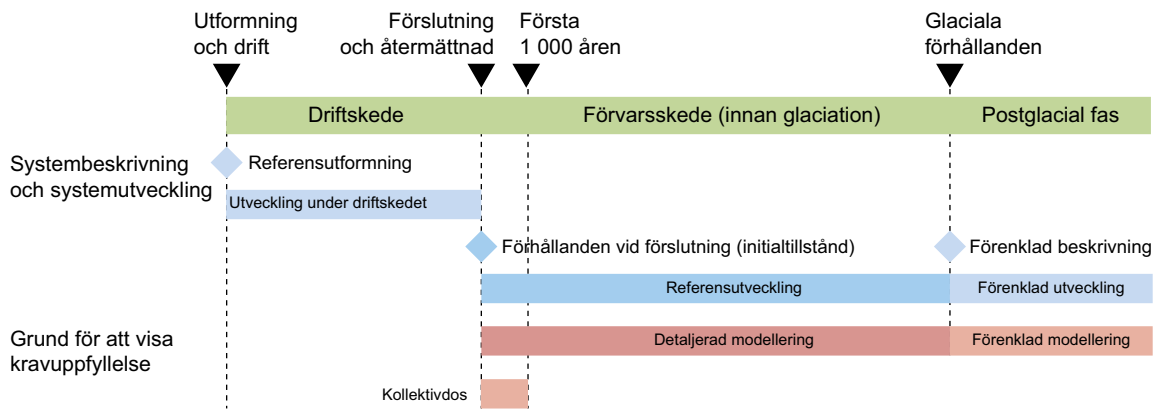 Utformning
och drift
Förslutning
och återmättnad
Första
1 000 åren
Glaciala
förhållanden
Driftskede
Förvarsskede (innan glaciation)
Postglacial fas
Systembeskrivning
och systemutveckling
Referensutformning
Utveckling under driftskedet
Förhållanden vid förslutning (initialtillstånd)
Förenklad beskrivning
Referensutveckling
Förenklad utveckling
Grund för att visa
kravuppfyllelse
Detaljerad modellering
Förenklad modellering
Kollektivdos